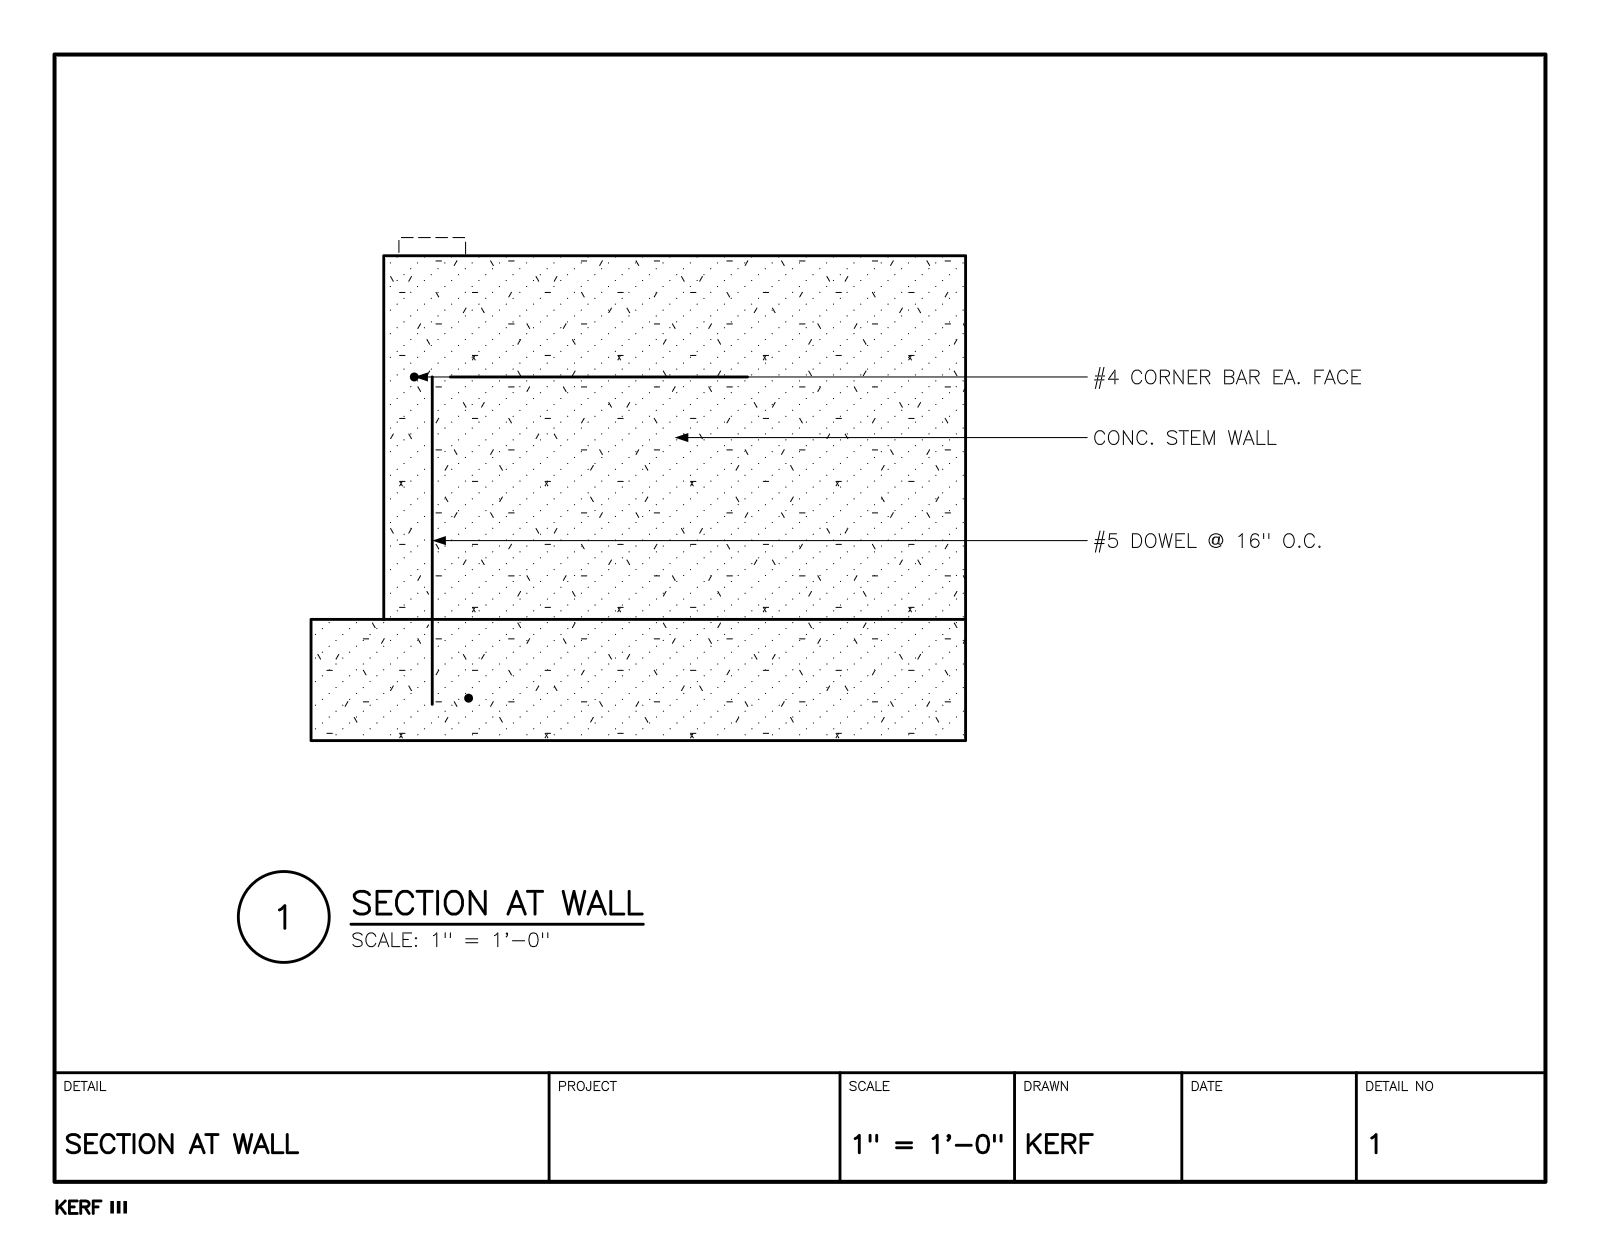 #4 CORNER BAR EA. FACE
CONC. STEM WALL
#5 DOWEL @ 16" O.C.
1
SECTION AT WALL
SCALE: 1" = 1'-0"
DETAIL
SECTION AT WALL
PROJECT
SCALE
1" = 1'-0"
DRAWN
KERF
DATE
DETAIL NO
1
KERF III